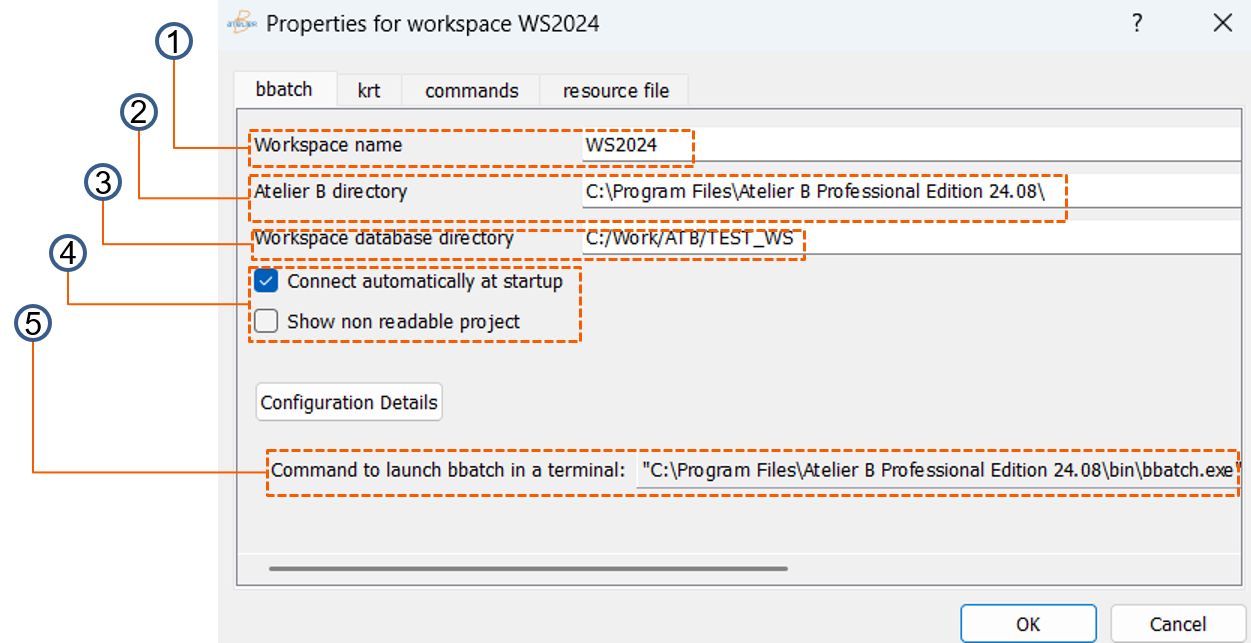 ATELIER Properties for workspace WS2024 ?
1
bbatch krt commands resource file
2
Workspace name WS2024
3
Atelier B directory C:\Program Files\Atelier B Professional Edition 24.08\
4
Workspace database directory C:/Work/ATB/TEST_WS
Connect automatically at startup
5
Show non readable project
Configuration Details
Command to launch bbatch in a terminal: "C:\Program Files\Atelier B Professional Edition 24.08\bin\bbatch.exe"
OK Cancel